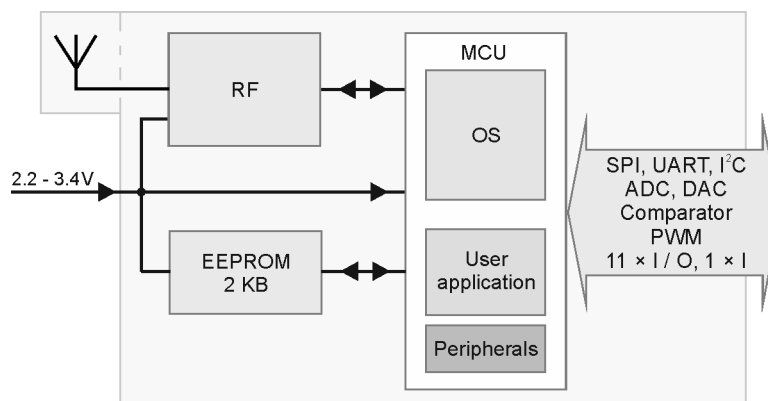 MCU
RF
OS
2.2 - 3.4V
SPI, UART, I²C
ADC, DAC
Comparator
PWM
11 × I / O, 1 × I
EEPROM
2 KB
User
application
Peripherals